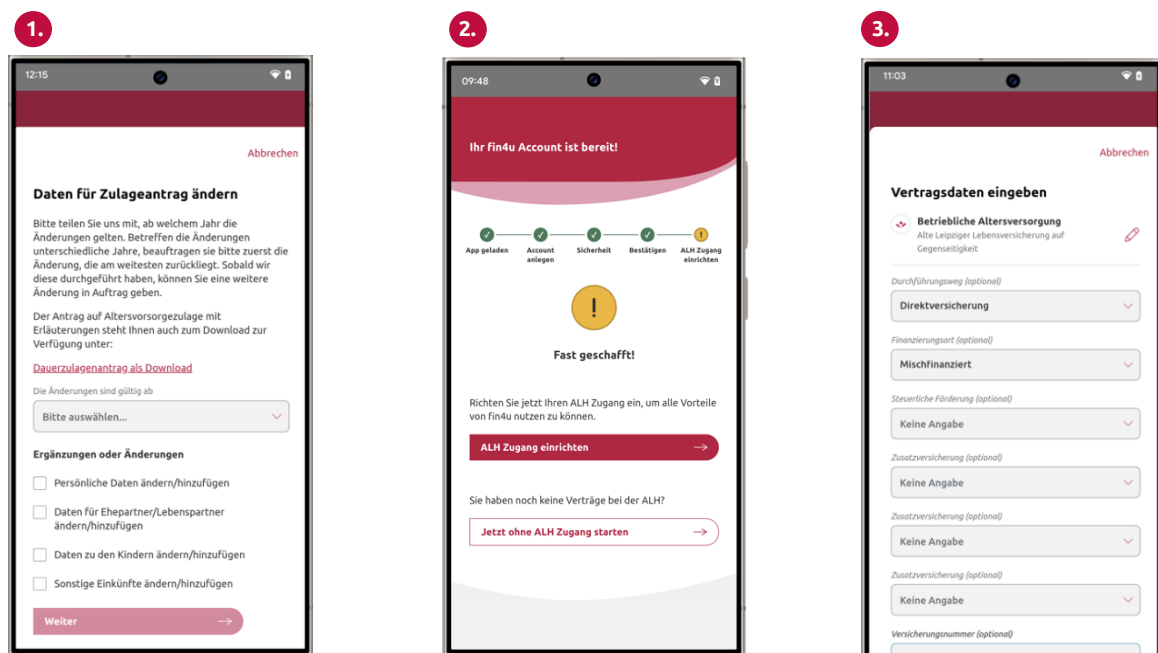 1.
12:15
Abbrechen
Daten für Zulageantrag ändern
Bitte teilen Sie uns mit, ab welchem Jahr die
Änderungen gelten. Betreffen die Änderungen
unterschiedliche Jahre, beauftragen sie bitte zuerst die
Änderung, die am weitesten zurückliegt. Sobald wir
diese durchgeführt haben, können Sie eine weitere
Änderung in Auftrag geben.
Der Antrag auf Altersvorsorgezulage mit
Erläuterungen steht Ihnen auch zum Download zur
Verfügung unter:
Dauerzulagenantrag als Download
Die Änderungen sind gültig ab
Bitte auswählen...
Ergänzungen oder Änderungen
Persönliche Daten ändern/hinzufügen
Daten für Ehepartner/Lebenspartner
ändern/hinzufügen
Daten zu den Kindern ändern/hinzufügen
Sonstige Einkünfte ändern/hinzufügen
Weiter
2.
09:48
Ihr fin4u Account ist bereit!
App geladen
Account
anlegen
Sicherheit
Bestätigen
ALH Zugang
einrichten
Fast geschafft!
Richten Sie jetzt Ihren ALH Zugang ein, um alle Vorteile
von fin4u nutzen zu können.
ALH Zugang einrichten
Sie haben noch keine Verträge bei der ALH?
Jetzt ohne ALH Zugang starten
3.
11:03
Abbrechen
Vertragsdaten eingeben
Betriebliche Altersversorgung
Alte Leipziger Lebensversicherung auf
Gegenseitigkeit
Durchführungsweg (optional)
Direktversicherung
Finanzierungsart (optional)
Mischfinanziert
Steuerliche Förderung (optional)
Keine Angabe
Zusatzversicherung (optional)
Keine Angabe
Zusatzversicherung (optional)
Keine Angabe
Zusatzversicherung (optional)
Keine Angabe
Versicherungsnummer (optional)